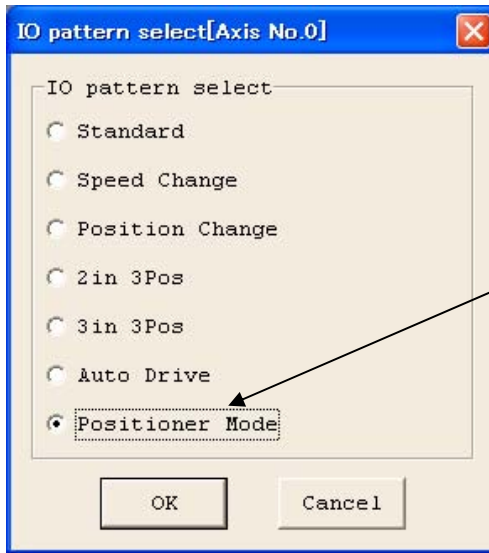 IO pattern select[Axis No.0]
IO pattern select
Standard
Speed Change
Position Change
2in 3Pos
3in 3Pos
Auto Drive
Positioner Mode
OK Cancel